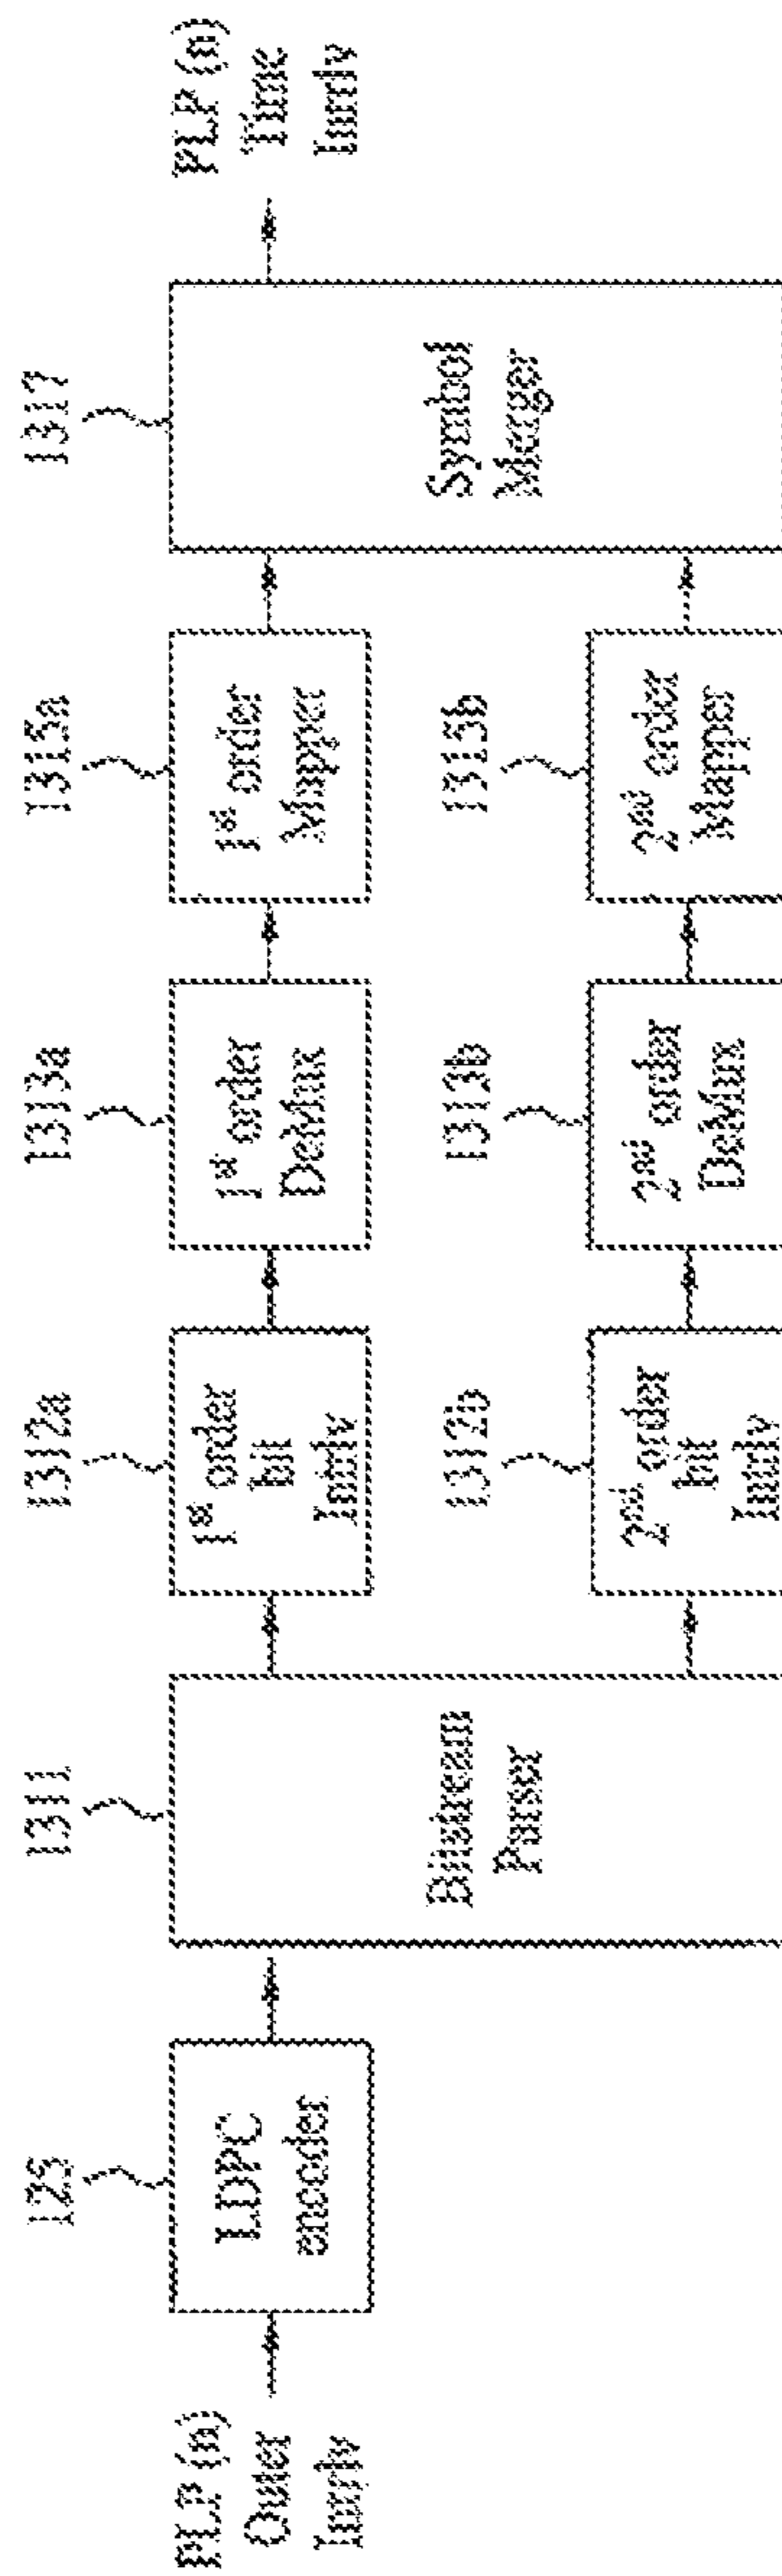 PLP (n)
Outer
Intrlv
125
LDPC
encoder
1311
Bitstream
Parser
1312a
1st order
bit
Intrlv
1313a
1st order
DeMux
1315a
1st order
Mapper
1312b
2nd order
bit
Intrlv
1313b
2nd order
DeMux
1315b
2nd order
Mapper
1317
Symbol
Merger
PLP (n)
Time
Intrlv